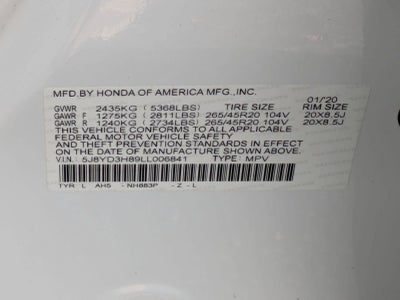 MFD.BY HONDA OF AMERICA MFG.,INC.
01/'20
GVWR 2435KG (5368LBS) TIRE SIZE RIM SIZE
GAWR F 1275KG (2811LBS) 265/45R20 104V 20X8.5J
GAWR R 1240KG (2734LBS) 265/45R20 104V 20X8.5J
THIS VEHICLE CONFORMS TO ALL APPLICABLE
FEDERAL MOTOR VEHICLE SAFETY
AND THEFT PREVENTION STANDARDS IN
EFFECT ON THE DATE OF MANUFACTURE
SHOWN ABOVE.
V.I.N.: 5J8YD3H89LL006841 TYPE: MPV
TYR L AH5 - NH883P - Z - L